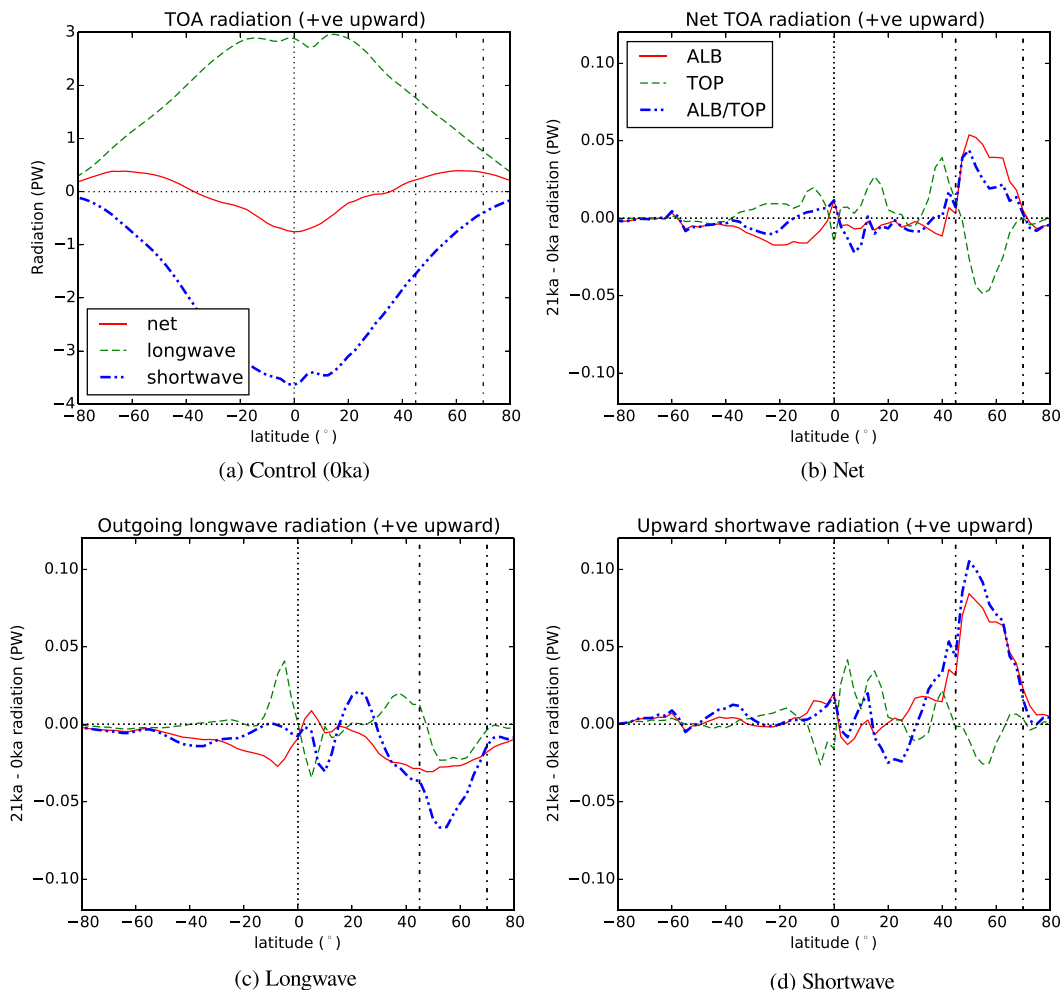 TOA radiation (+ve upward)
3
2
1
0
−1
−2
−3
−4
Radiation (PW)
net
longwave
shortwave
−80 −60 −40 −20 0 20 40 60 80
latitude (°)
(a) Control (0ka)
Net TOA radiation (+ve upward)
0.10
0.05
0.00
−0.05
−0.10
21ka - 0ka radiation (PW)
ALB
TOP
ALB/TOP
−80 −60 −40 −20 0 20 40 60 80
latitude (°)
(b) Net
Outgoing longwave radiation (+ve upward)
0.10
0.05
0.00
−0.05
−0.10
21ka - 0ka radiation (PW)
−80 −60 −40 −20 0 20 40 60 80
latitude (°)
(c) Longwave
Upward shortwave radiation (+ve upward)
0.10
0.05
0.00
−0.05
−0.10
21ka - 0ka radiation (PW)
−80 −60 −40 −20 0 20 40 60 80
latitude (°)
(d) Shortwave